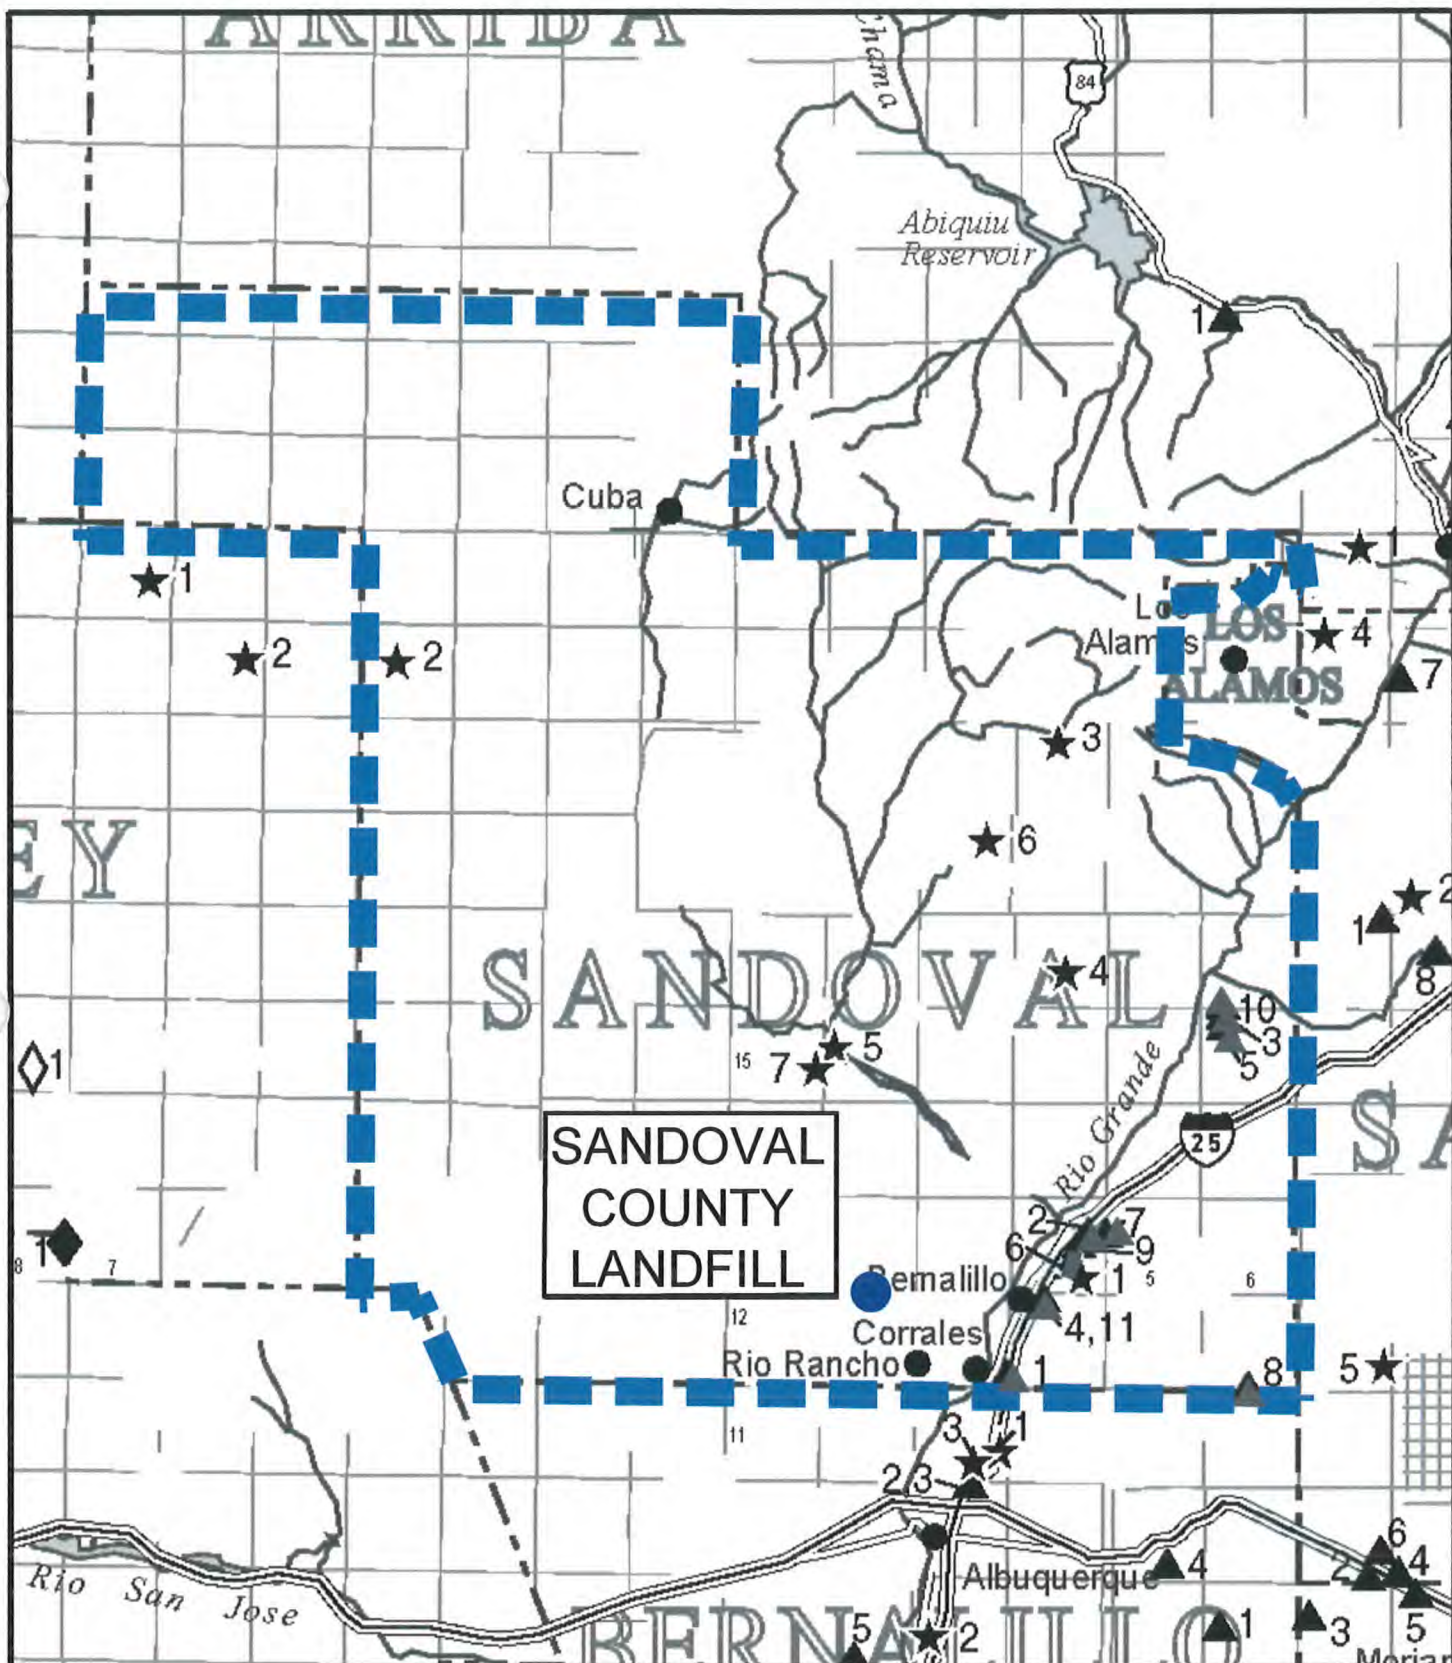 ARRIBA
Chama
84
Abiquiu
Reservoir
1
Cuba
1
1
2
2
Los
Alamos
LOS
ALAMOS
4
7
3
6
EY
2
1
8
SANDOVAL
4
10
3
5
5
7
15
1
Rio Grande
25
SA
SANDOVAL
COUNTY
LANDFILL
2
7
6
9
1
5
6
1
8
7
Bernalillo
12
4,11
Corrales
Rio Rancho
1
8
5
11
3
1
2,3
Albuquerque
4
6
2
4
Rio San Jose
BERNALILLO
5
2
1
3
5
Moriar